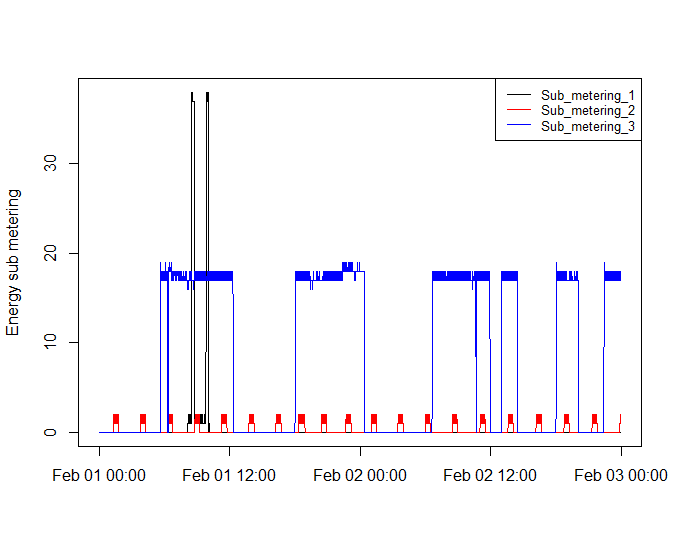 Sub_metering_1
Sub_metering_2
Sub_metering_3
Energy sub metering
30
20
10
0
Feb 01 00:00
Feb 01 12:00
Feb 02 00:00
Feb 02 12:00
Feb 03 00:00